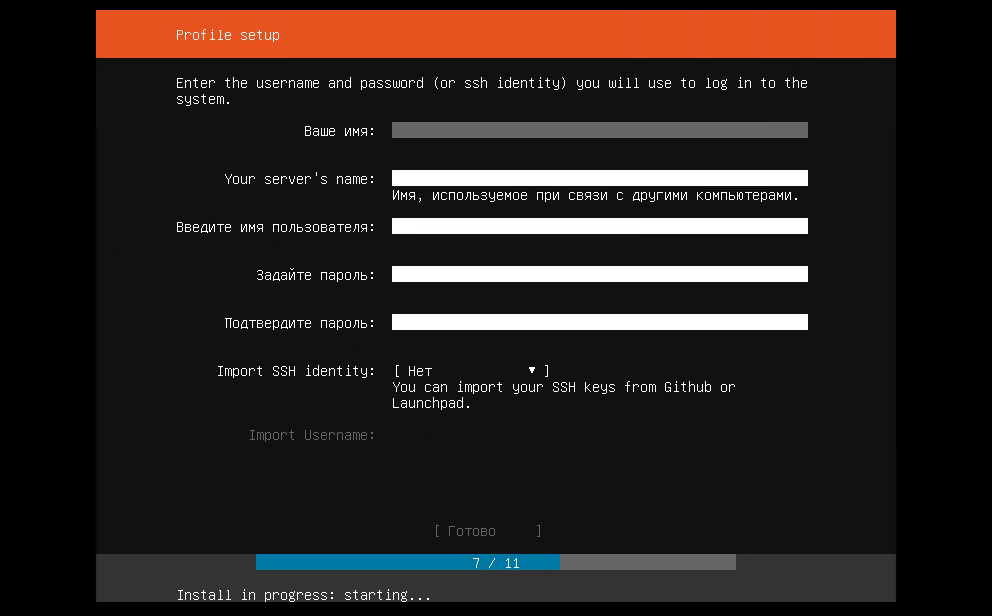 Profile setup
Enter the username and password (or ssh identity) you will use to log in to the
system.
Ваше имя:
Your server's name:
Имя, используемое при связи с другими компьютерами.
Введите имя пользователя:
Задайте пароль:
Подтвердите пароль:
Import SSH identity: [ Нет ▼ ]
You can import your SSH keys from Github or
Launchpad.
Import Username:
[ Готово ]
7 / 11
Install in progress: starting...